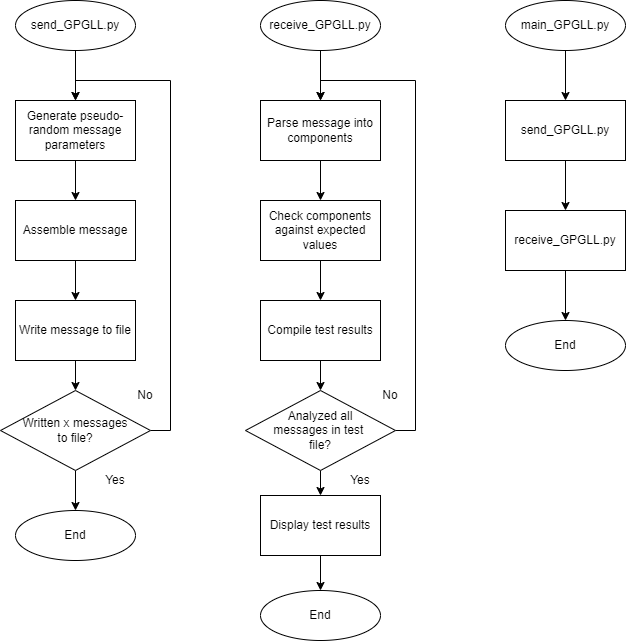 send_GPGLL.py
Generate pseudo-
random message
parameters
Assemble message
Write message to file
Written x messages
to file?
No
Yes
End
receive_GPGLL.py
Parse message into
components
Check components
against expected
values
Compile test results
Analyzed all
messages in test
file?
No
Yes
Display test results
End
main_GPGLL.py
send_GPGLL.py
receive_GPGLL.py
End